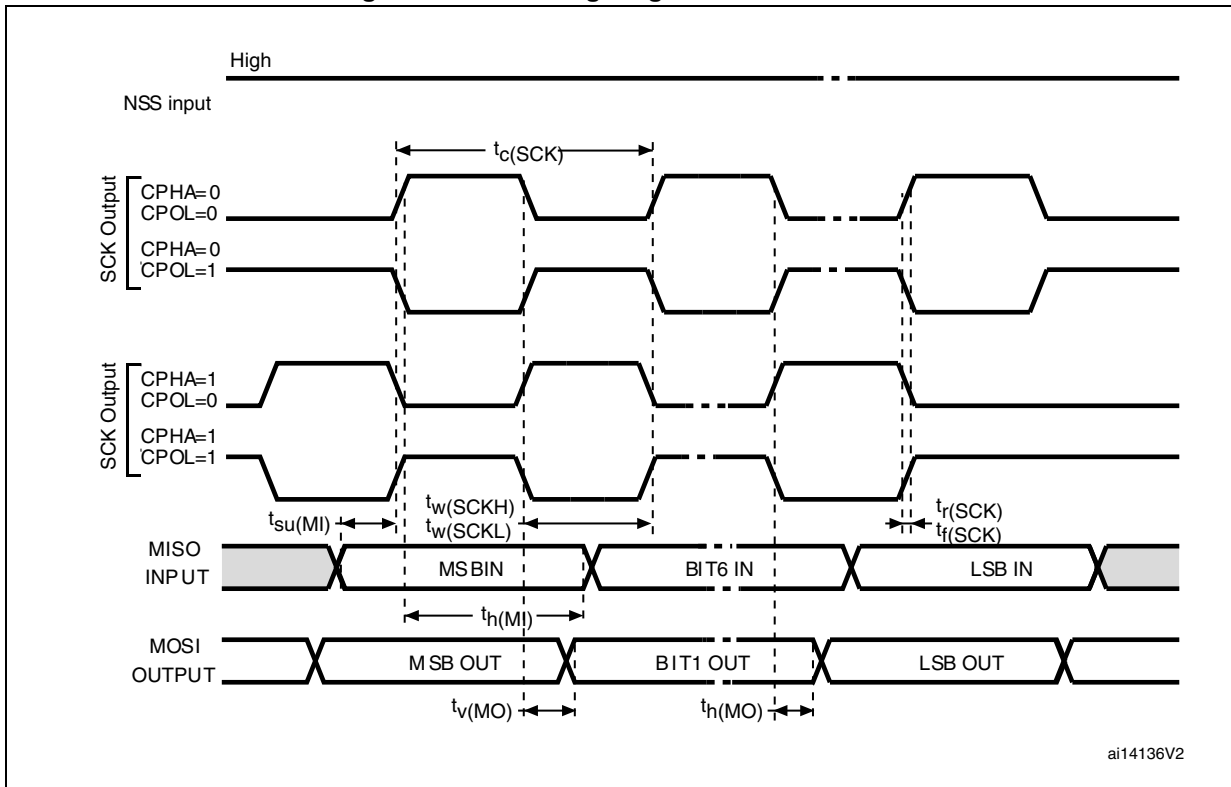 High
NSS input
tc(SCK)
SCK Output
CPHA=0
CPOL=0
CPHA=0
CPOL=1
SCK Output
CPHA=1
CPOL=0
CPHA=1
CPOL=1
tsu(MI)
tw(SCKH)
tw(SCKL)
tr(SCK)
tf(SCK)
MISO
INPUT
MSBIN
BIT6 IN
LSB IN
th(MI)
MOSI
OUTPUT
MSB OUT
BIT1 OUT
LSB OUT
tv(MO)
th(MO)
ai14136V2